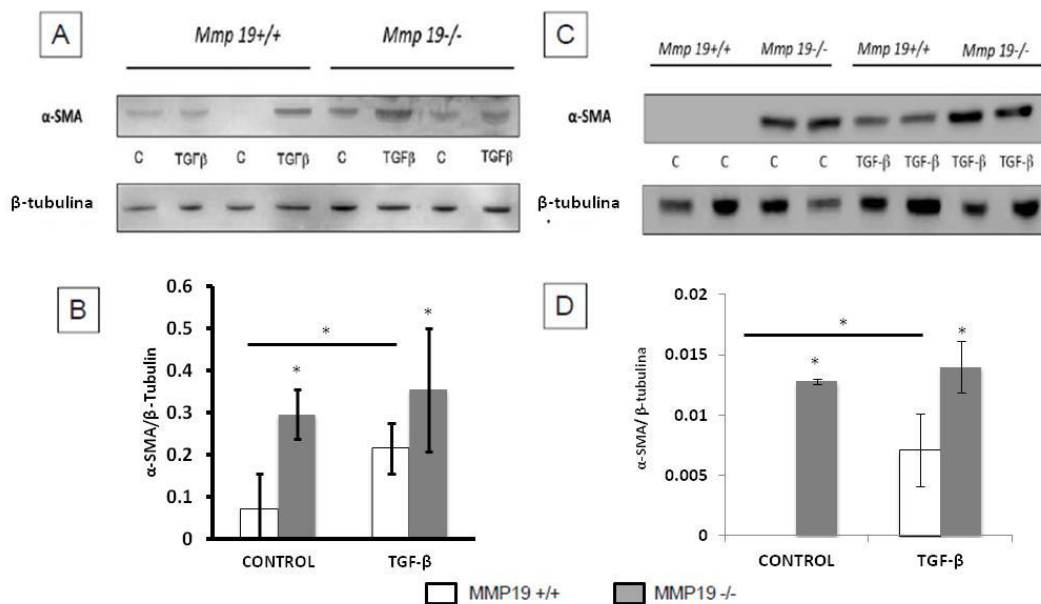 A
Mmp 19+/+ Mmp 19-/-
α-SMA
C TGFβ C TGFβ C TGFβ C TGFβ
β-tubulina
B
0.6
0.5
0.4
0.3
0.2
0.1
0
α-SMA/β-Tubulin
* * *
CONTROL TGF-β
C
Mmp 19+/+ Mmp 19-/- Mmp 19+/+ Mmp 19-/-
α-SMA
C C C C TGF-β TGF-β TGF-β TGF-β
β-tubulina
D
0.02
0.015
0.01
0.005
0
α-SMA/ β-tubulina
* * *
CONTROL TGF-β
MMP19 +/+ MMP19 -/-